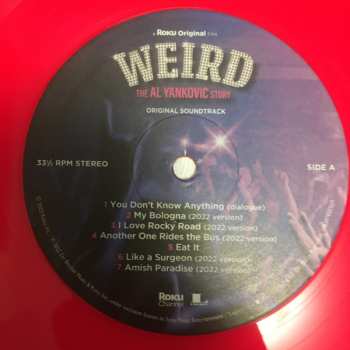 A ROKU Original FILM
WEIRD
THE AL YANKOVIC STORY
ORIGINAL SOUNDTRACK
33⅓ RPM STEREO
SIDE A
1 You Don't Know Anything (dialogue)
2 My Bologna (2022 version)
3 I Love Rocky Road (2022 version)
4 Another One Rides the Bus (2022 version)
5 Eat It
6 Like a Surgeon (2022 version)
7 Amish Paradise (2022 version)
ROKU
Channel